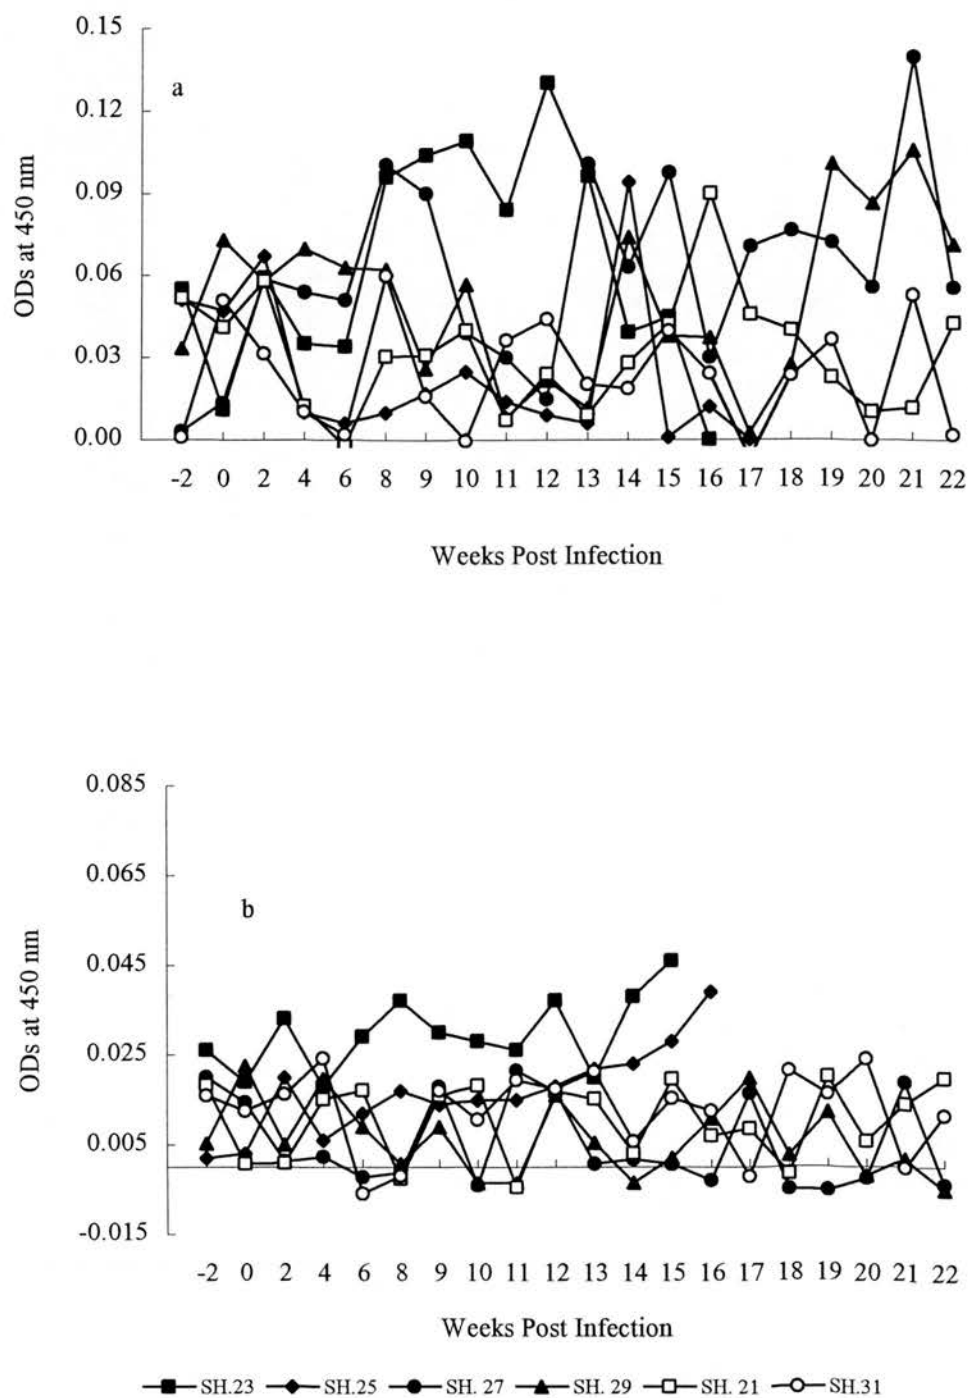 a
0.15
0.12
0.09
0.06
0.03
0.00
ODs at 450 nm
-2 0 2 4 6 8 9 10 11 12 13 14 15 16 17 18 19 20 21 22
Weeks Post Infection
b
0.085
0.065
0.045
0.025
0.005
-0.015
ODs at 450 nm
-2 0 2 4 6 8 9 10 11 12 13 14 15 16 17 18 19 20 21 22
Weeks Post Infection
SH.23 SH.25 SH. 27 SH. 29 SH. 21 SH.31